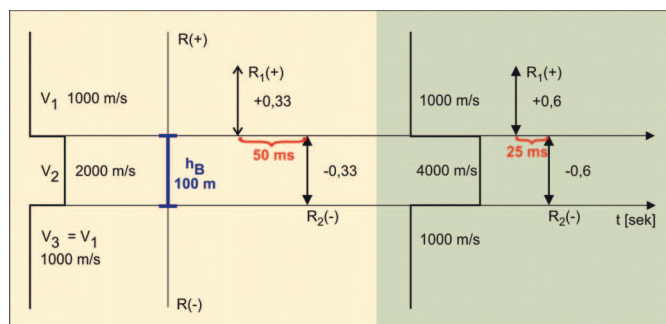 R(+)
V1 1000 m/s
R1(+)
+0,33
50 ms
V2
2000 m/s
hB
100 m
-0,33
R2(-)
V3 = V1
1000 m/s
R(-)
1000 m/s
R1(+)
+0,6
25 ms
4000 m/s
-0,6
R2(-)
t [sek]
1000 m/s